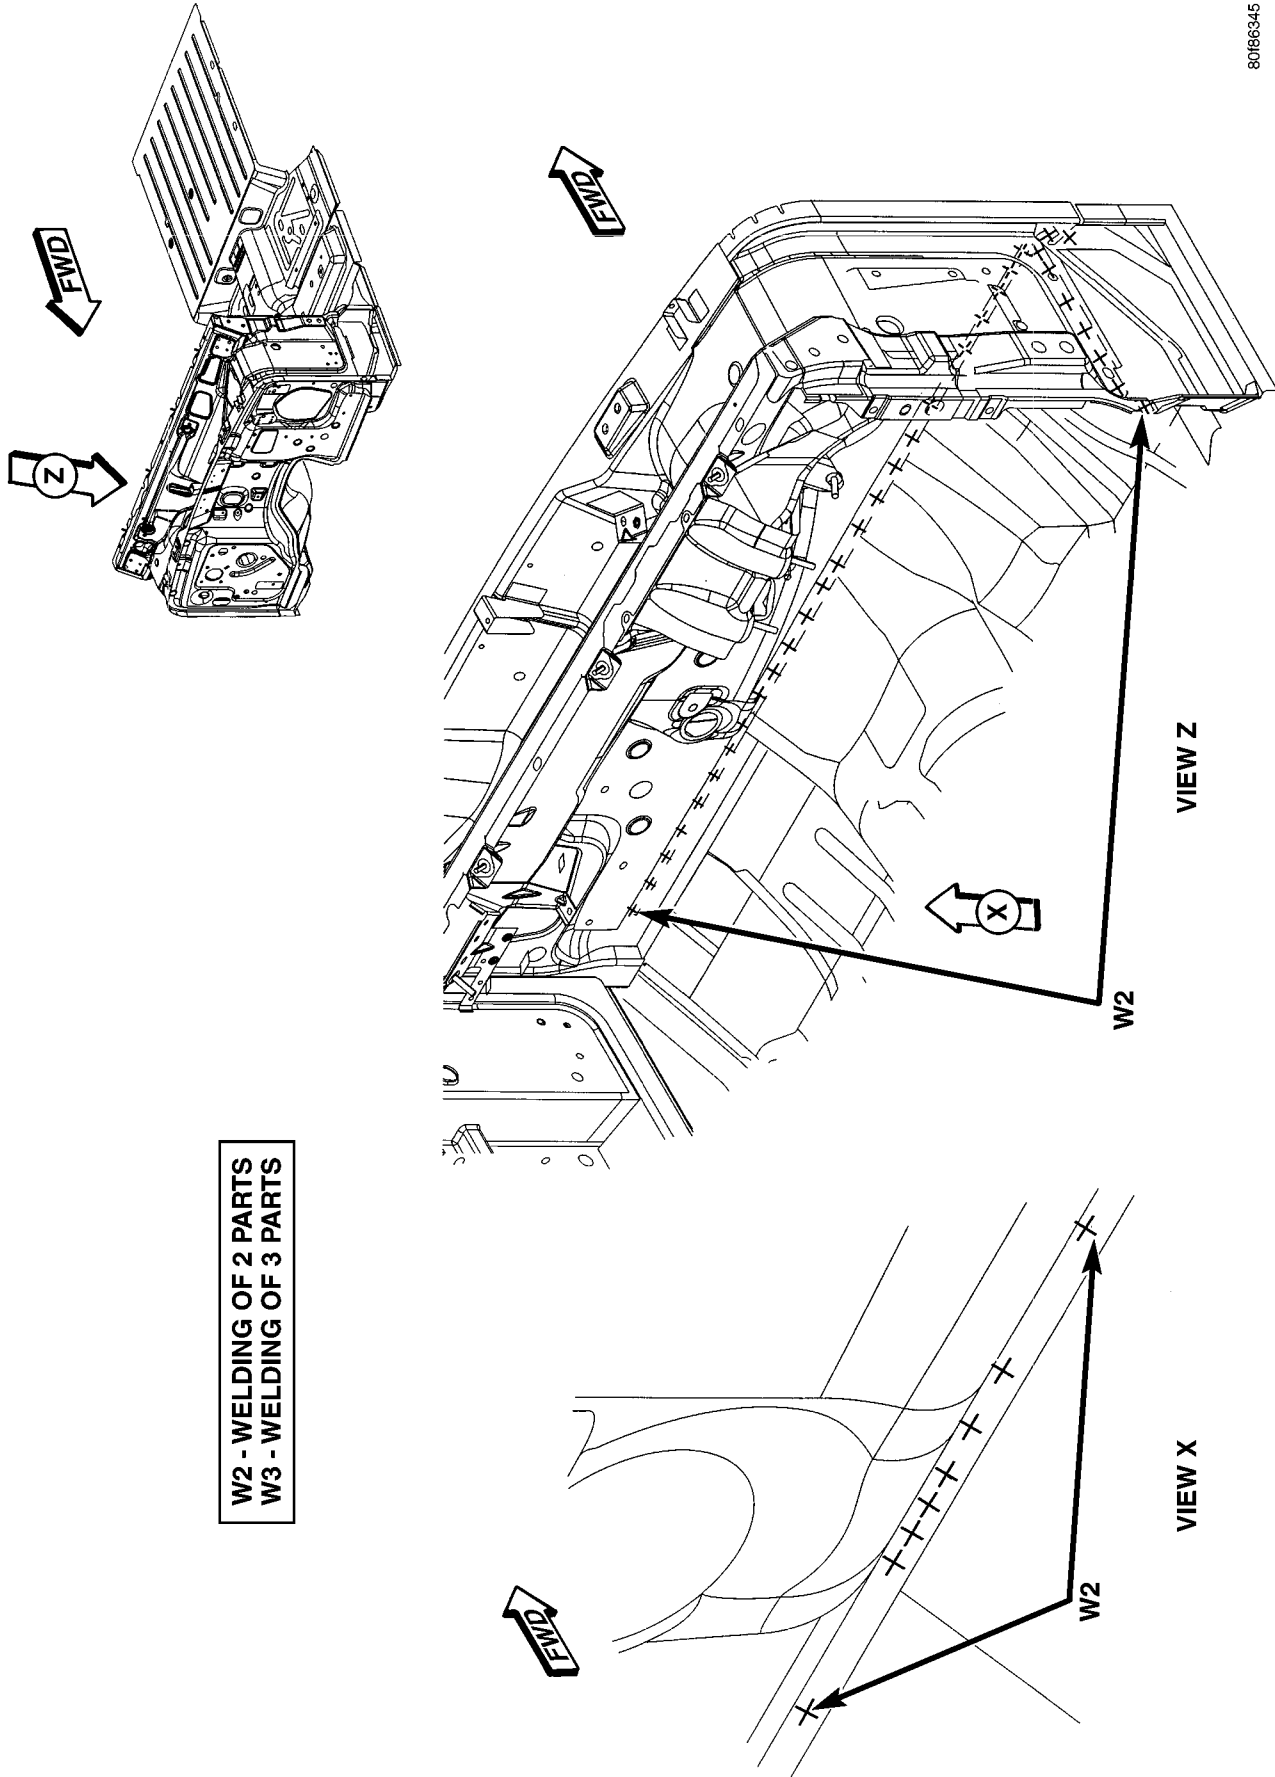 80f86345
FWD
Z
FWD
W2 - WELDING OF 2 PARTS
W3 - WELDING OF 3 PARTS
X
W2
VIEW Z
FWD
W2
VIEW X